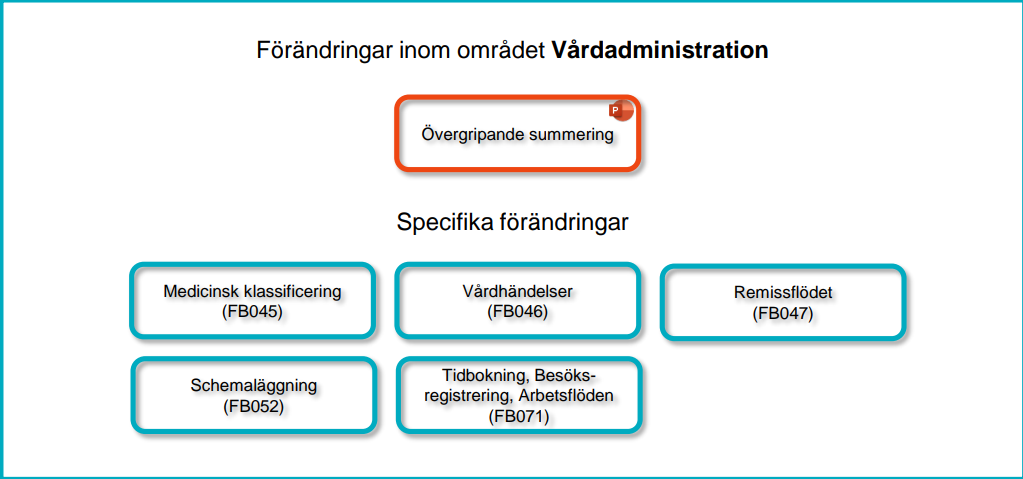 Förändringar inom området Vårdadministration
P
Övergripande summering
Specifika förändringar
Medicinsk klassificering
(FB045)
Vårdhändelser
(FB046)
Remissflödet
(FB047)
Schemaläggning
(FB052)
Tidbokning, Besöks-
registrering, Arbetsflöden
(FB071)